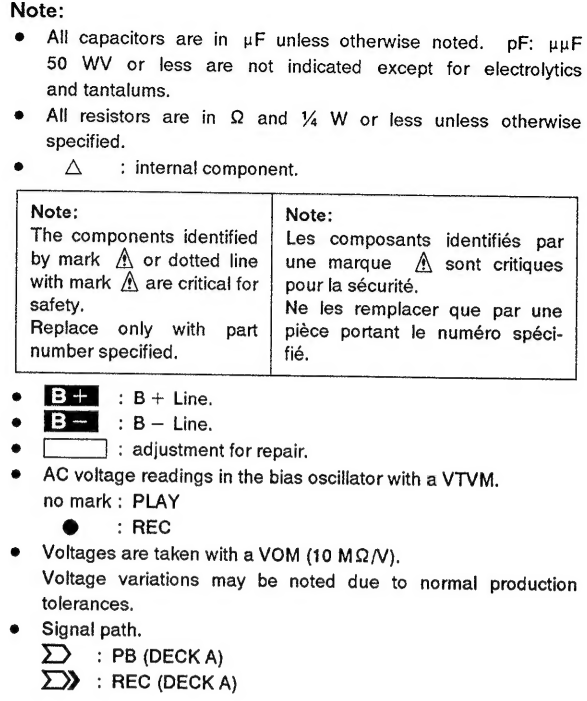 Note:
● All capacitors are in μF unless otherwise noted. pF: μμF
50 WV or less are not indicated except for electrolytics
and tantalums.
● All resistors are in Ω and ¼ W or less unless otherwise
specified.
● △ : internal component.
Note:
The components identified
by mark ⚠ or dotted line
with mark ⚠ are critical for
safety.
Replace only with part
number specified.
Note:
Les composants identifiés par
une marque ⚠ sont critiques
pour la sécurité.
Ne les remplacer que par une
pièce portant le numéro spéci-
fié.
● B + : B + Line.
● B − : B − Line.
● : adjustment for repair.
● AC voltage readings in the bias oscillator with a VTVM.
no mark : PLAY
● : REC
● Voltages are taken with a VOM (10 MΩ/V).
Voltage variations may be noted due to normal production
tolerances.
● Signal path.
: PB (DECK A)
: REC (DECK A)